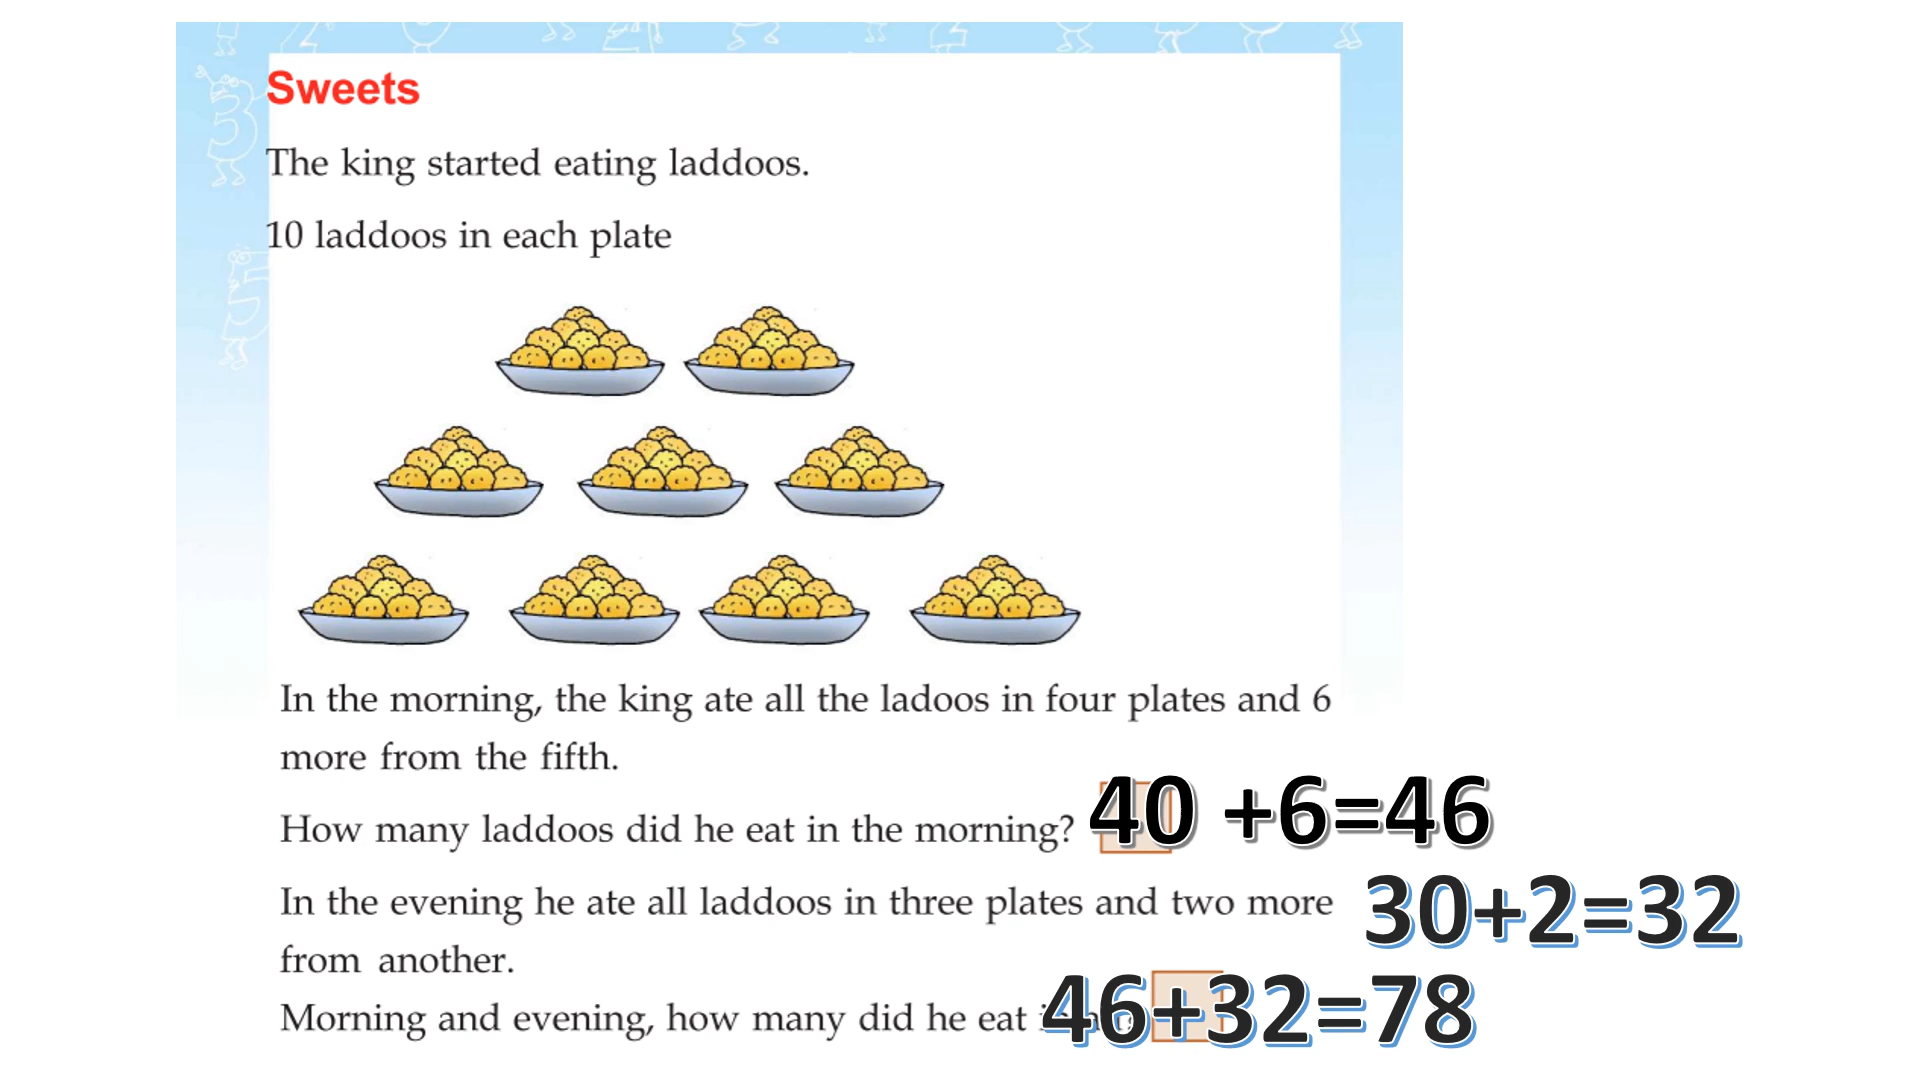 Sweets
The king started eating laddoos.
10 laddoos in each plate
In the morning, the king ate all the ladoos in four plates and 6
more from the fifth.
How many laddoos did he eat in the morning? 40 +6=46
In the evening he ate all laddoos in three plates and two more 30+2=32
from another.
Morning and evening, how many did he eat 46+32=78